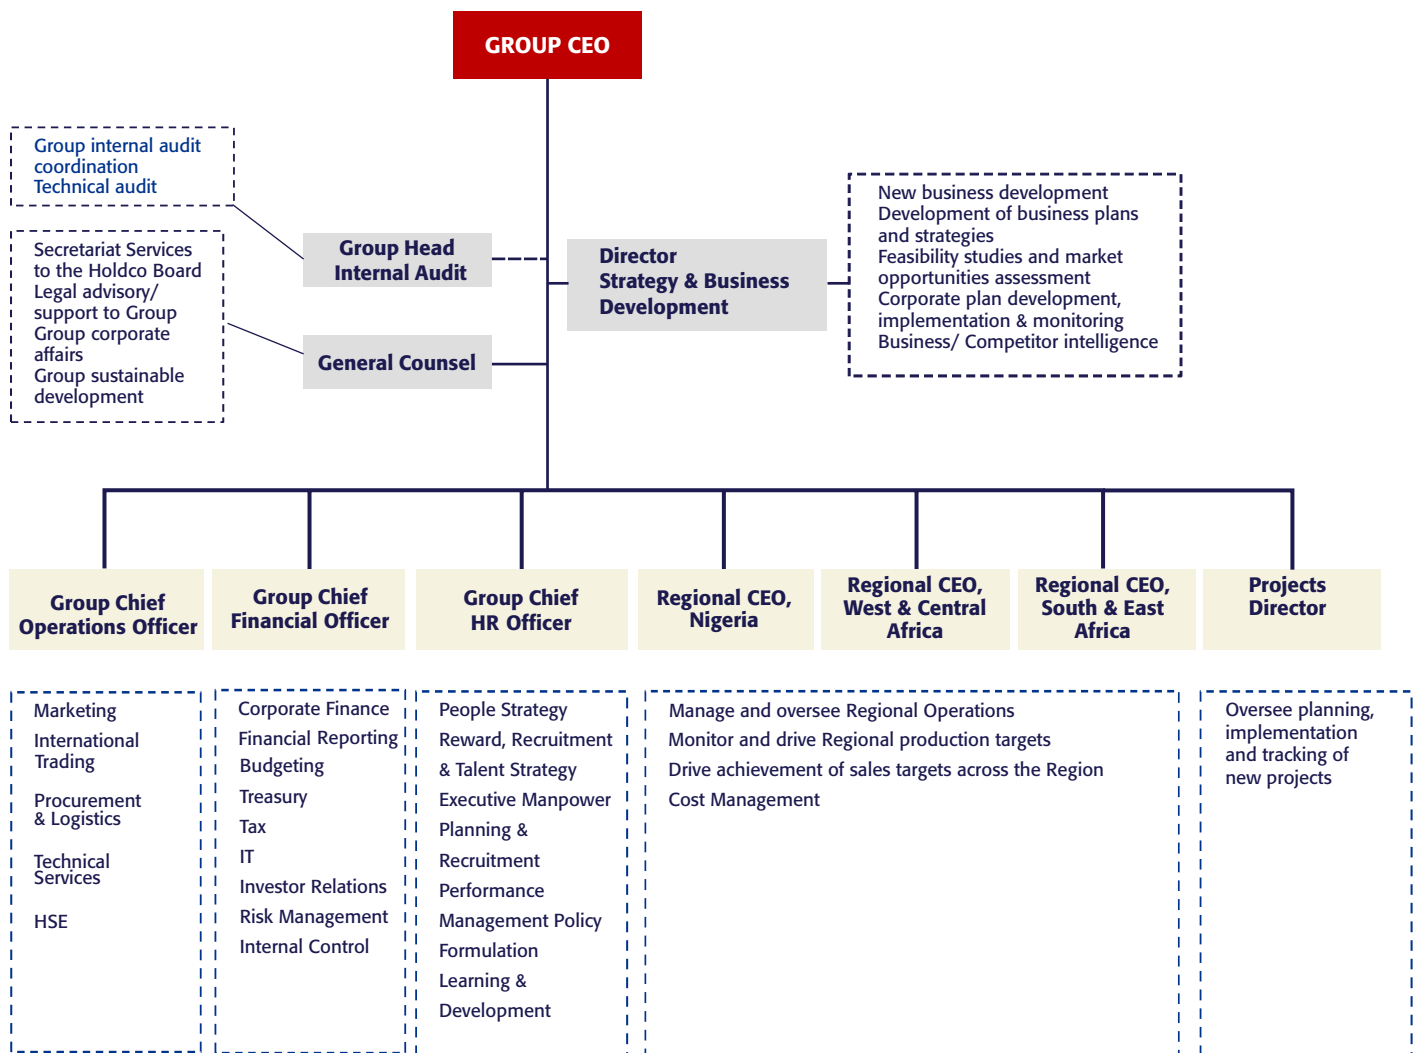 GROUP CEO
Group internal audit
coordination
Technical audit
Secretariat Services
to the Holdco Board
Legal advisory/
support to Group
Group corporate
affairs
Group sustainable
development
Group Head
Internal Audit
General Counsel
Director
Strategy & Business
Development
New business development
Development of business plans
and strategies
Feasibility studies and market
opportunities assessment
Corporate plan development,
implementation & monitoring
Business/ Competitor intelligence
Group Chief
Operations Officer
Group Chief
Financial Officer
Group Chief
HR Officer
Regional CEO,
Nigeria
Regional CEO,
West & Central
Africa
Regional CEO,
South & East
Africa
Projects
Director
Marketing
International
Trading
Procurement
& Logistics
Technical
Services
HSE
Corporate Finance
Financial Reporting
Budgeting
Treasury
Tax
IT
Investor Relations
Risk Management
Internal Control
People Strategy
Reward, Recruitment
& Talent Strategy
Executive Manpower
Planning &
Recruitment
Performance
Management Policy
Formulation
Learning &
Development
Manage and oversee Regional Operations
Monitor and drive Regional production targets
Drive achievement of sales targets across the Region
Cost Management
Oversee planning,
implementation
and tracking of
new projects